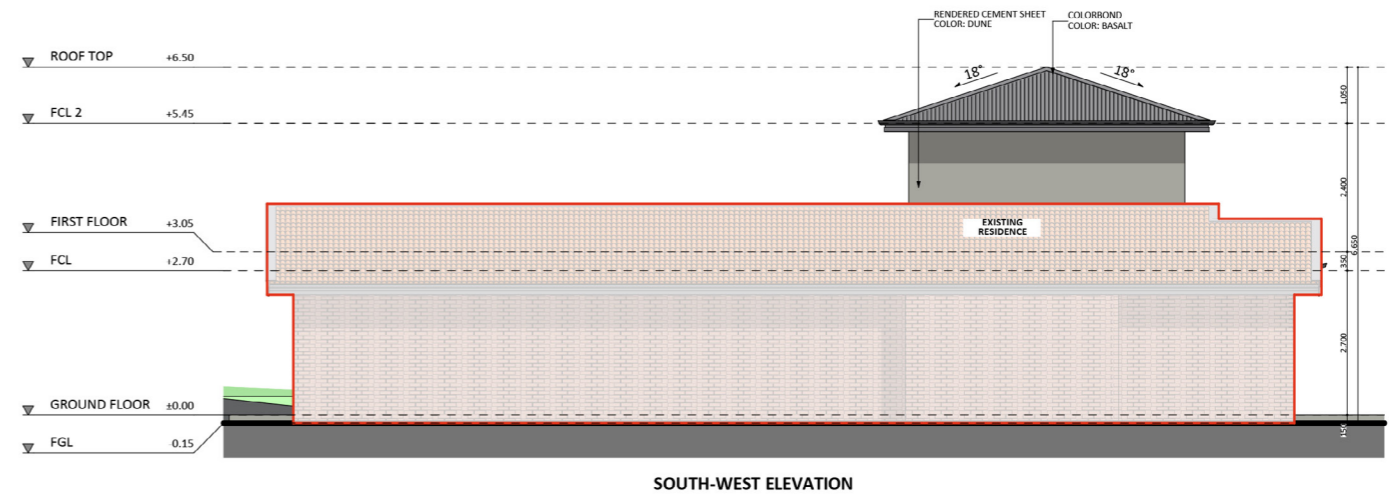 RENDERED CEMENT SHEET
COLOR: DUNE
COLORBOND
COLOR: BASALT
ROOF TOP +6.50
18° 18°
1,050
FCL 2 +5.45
2,400
FIRST FLOOR +3.05
EXISTING
RESIDENCE
6,650
FCL +2.70
350
2,700
GROUND FLOOR ±0.00
FGL -0.15
SOUTH-WEST ELEVATION